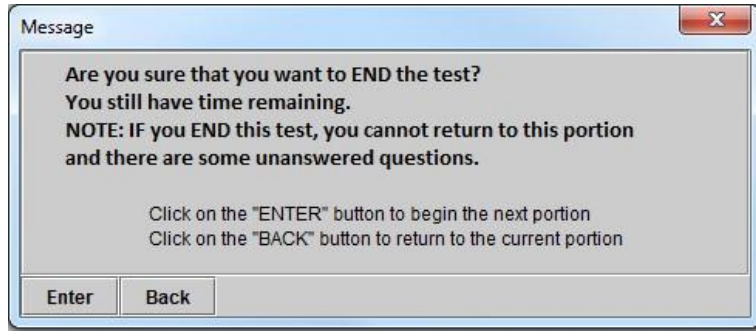 Message
Are you sure that you want to END the test?
You still have time remaining.
NOTE: IF you END this test, you cannot return to this portion
and there are some unanswered questions.
Click on the "ENTER" button to begin the next portion
Click on the "BACK" button to return to the current portion
Enter Back